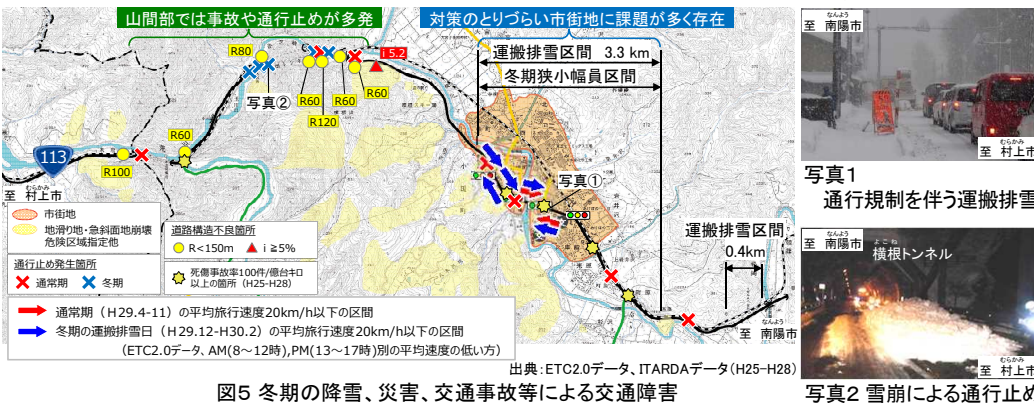 山間部では事故や通行止めが多発
対策のとりづらい市街地に課題が多く存在
運搬排雪区間 3.3 km
冬期狭小幅員区間
R80
i 5.2
写真②
R60
R60
R60
R120
R60
113
R100
至 村上市
むらかみ
写真①
運搬排雪区間
0.4km
至 南陽市
なんよう
市街地
地滑り地・急斜面地崩壊
危険区域指定他
道路構造不良箇所
R<150m
i ≧5%
通行止め発生箇所
通常期
冬期
死傷事故率100件/億台キロ
以上の箇所(H25-H28)
通常期(H29.4-11)の平均旅行速度20km/h以下の区間
冬期の運搬排雪日(H29.12-H30.2)の平均旅行速度20km/h以下の区間
(ETC2.0データ、AM(8～12時),PM(13～17時)別の平均速度の低い方)
出典:ETC2.0データ、ITARDAデータ(H25-H28)
図5 冬期の降雪、災害、交通事故等による交通障害
なんよう
至 南陽市
むらかみ
至 村上市
写真1
通行規制を伴う運搬排雪
なんよう
至 南陽市
よこね
横根トンネル
むらかみ
至 村上市
写真2 雪崩による通行止め